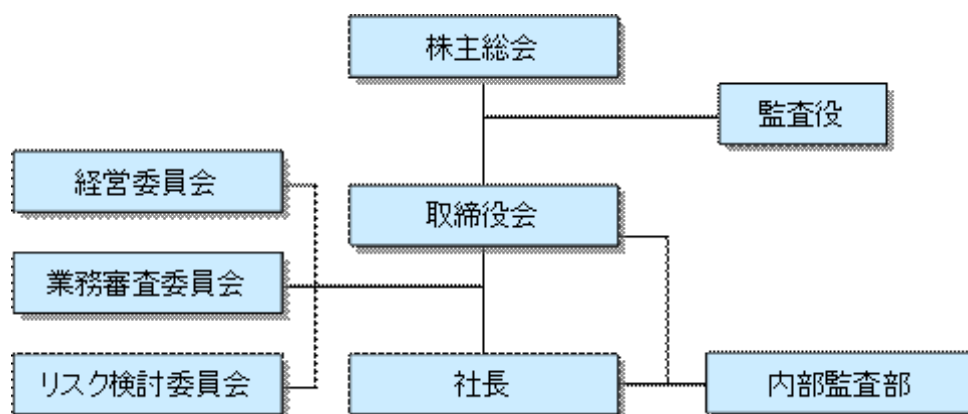 株主総会
監査役
経営委員会
取締役会
業務審査委員会
リスク検討委員会
社長
内部監査部